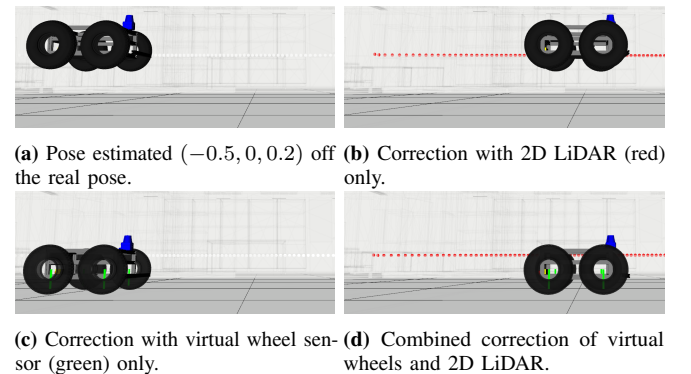 (a) Pose estimated (−0.5, 0, 0.2) off
the real pose.
(b) Correction with 2D LiDAR (red)
only.
(c) Correction with virtual wheel sen-
sor (green) only.
(d) Combined correction of virtual
wheels and 2D LiDAR.